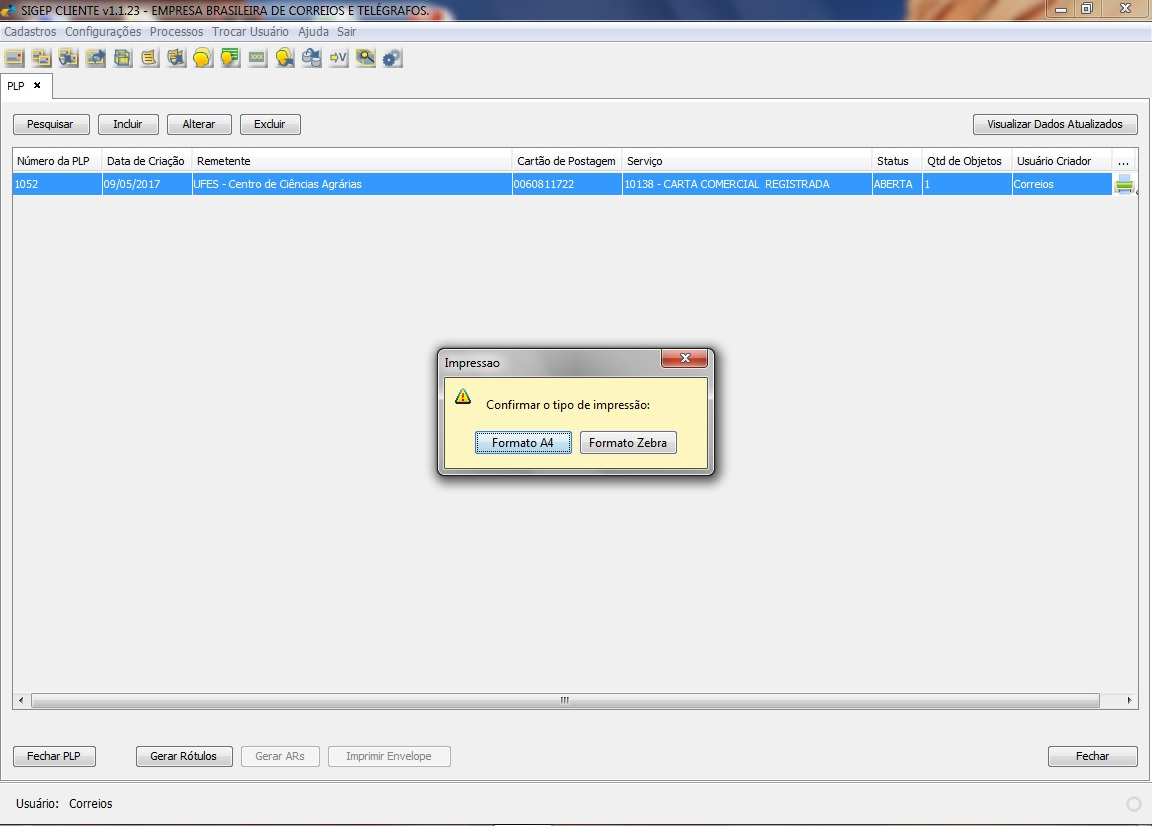 SIGEP CLIENTE v1.1.23 - EMPRESA BRASILEIRA DE CORREIOS E TELÉGRAFOS.
Cadastros Configurações Processos Trocar Usuário Ajuda Sair
PLP
Pesquisar Incluir Alterar Excluir Visualizar Dados Atualizados
Número da PLP Data de Criação Remetente Cartão de Postagem Serviço Status Qtd de Objetos Usuário Criador ...
1052 09/05/2017 UFES - Centro de Ciências Agrárias 0060811722 10138 - CARTA COMERCIAL REGISTRADA ABERTA 1 Correios
Impressao
Confirmar o tipo de impressão:
Formato A4 Formato Zebra
Fechar PLP Gerar Rótulos Gerar ARs Imprimir Envelope Fechar
Usuário: Correios